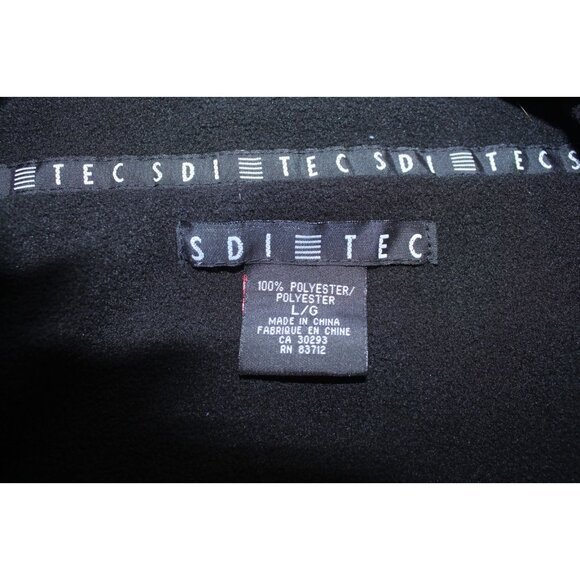 TEC SDI TEC SDI TEC S
SDI TEC
100% POLYESTER/
POLYESTER
L/G
MADE IN CHINA
FABRIQUE EN CHINE
CA 30293
RN 83712